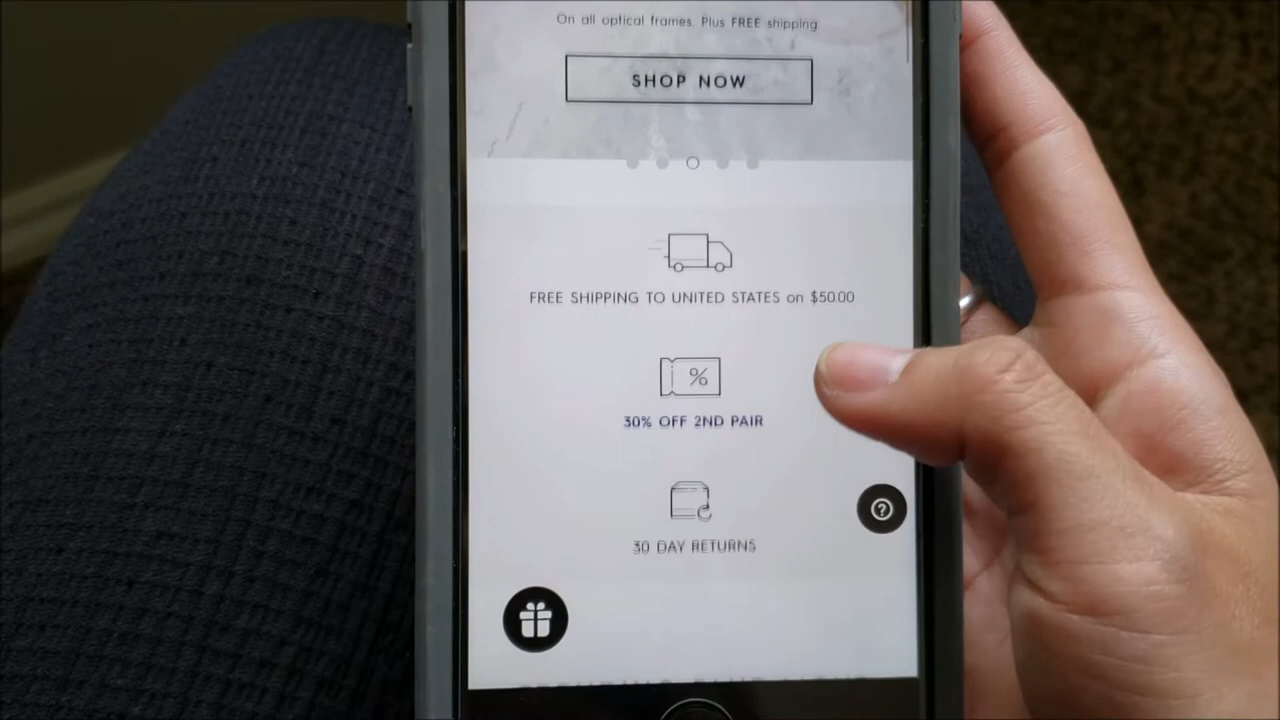 On all optical frames. Plus FREE shipping.
SHOP NOW
FREE SHIPPING TO UNITED STATES on $50.00
%
30% OFF 2ND PAIR
30 DAY RETURNS
?